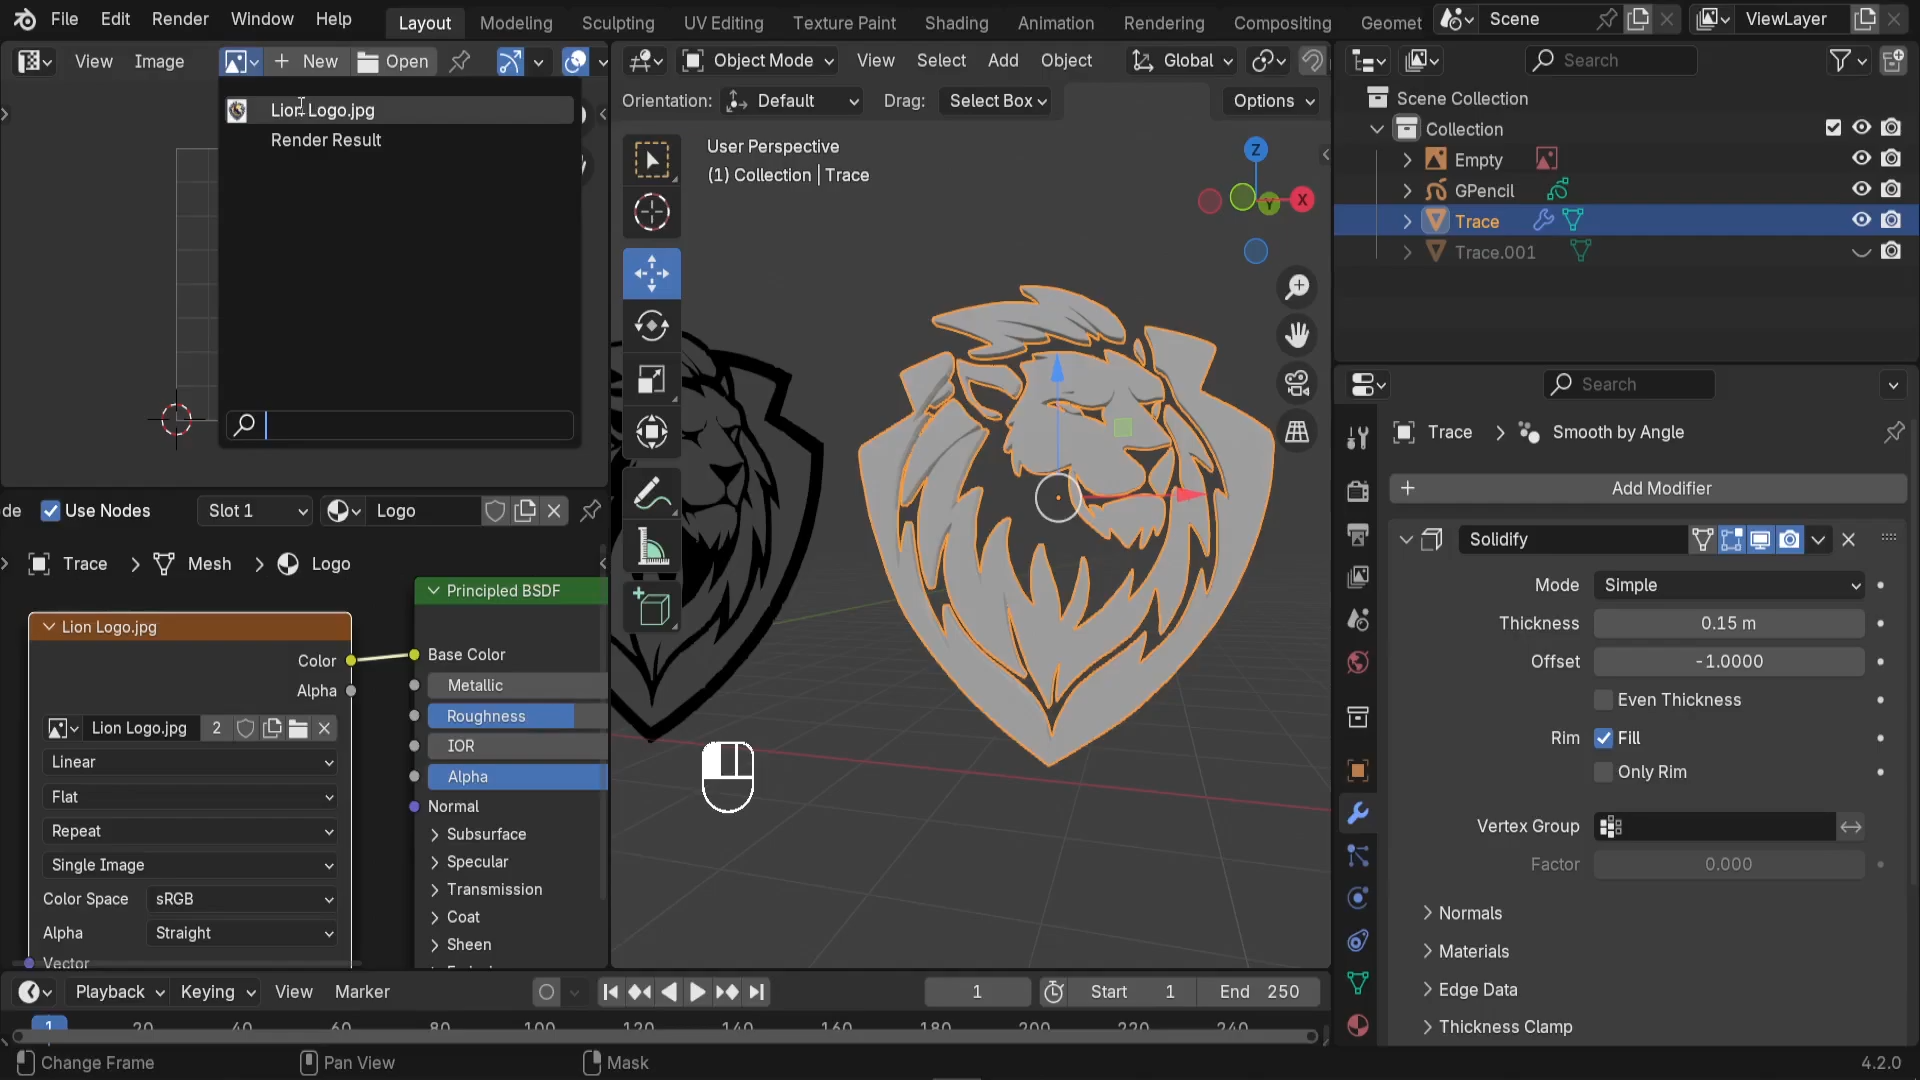 File Edit Render Window Help Layout Modeling Sculpting UV Editing Texture Paint Shading Animation Rendering Compositing Geomet Scene ViewLayer
View Image New Open Object Mode View Select Add Object Global Search
Orientation: Default Drag: Select Box Options
Scene Collection
Collection
Empty
GPencil
Trace
Trace.001
Lion Logo.jpg
Render Result
User Perspective
(1) Collection | Trace
Z
Y
X
Search
Trace Smooth by Angle
Add Modifier
Solidify
Mode Simple
Thickness 0.15 m
Offset -1.0000
Even Thickness
Rim Fill
Only Rim
Vertex Group
Factor 0.000
Normals
Materials
Edge Data
Thickness Clamp
de Use Nodes Slot 1 Logo
Trace Mesh Logo
Principled BSDF
Lion Logo.jpg
Color
Alpha
Lion Logo.jpg 2
Linear
Flat
Repeat
Single Image
Color Space sRGB
Alpha Straight
Vector
Base Color
Metallic
Roughness
IOR
Alpha
Normal
Subsurface
Specular
Transmission
Coat
Sheen
Playback Keying View Marker 1 Start 1 End 250
1 20 40 60 80 100 120 140 160 180 200 220 240
Change Frame Pan View Mask 4.2.0